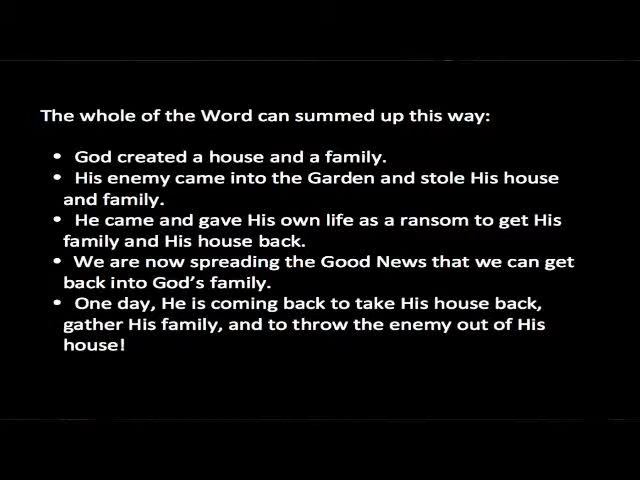 The whole of the Word can summed up this way:
• God created a house and a family.
• His enemy came into the Garden and stole His house
and family.
• He came and gave His own life as a ransom to get His
family and His house back.
• We are now spreading the Good News that we can get
back into God's family.
• One day, He is coming back to take His house back,
gather His family, and to throw the enemy out of His
house!